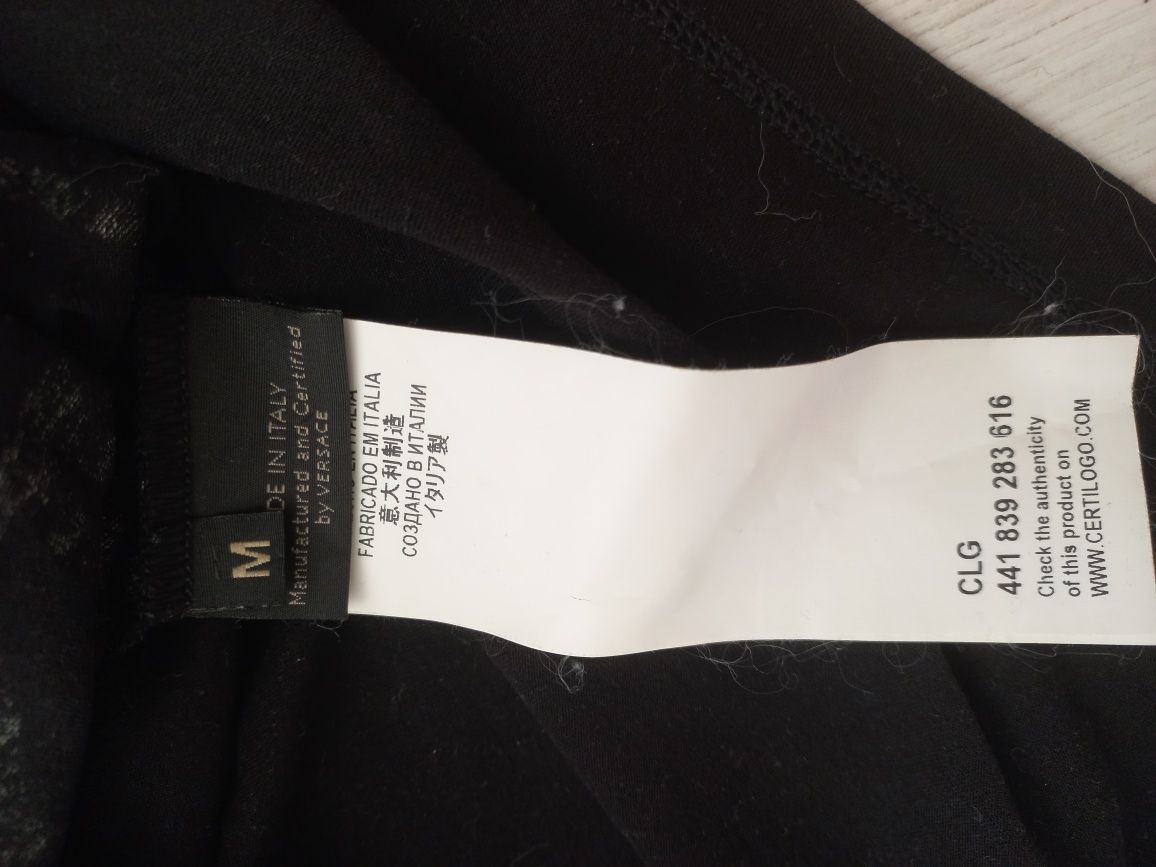 M
DE IN ITALY
Manufactured and Certified
by VERSACE
FABRICADO EM ITALIA
意大利制造
СОЗДАНО В ИТАЛИИ
イタリア製
CLG
441 839 283 616
Check the authenticity
of this product on
WWW.CERTILOGO.COM